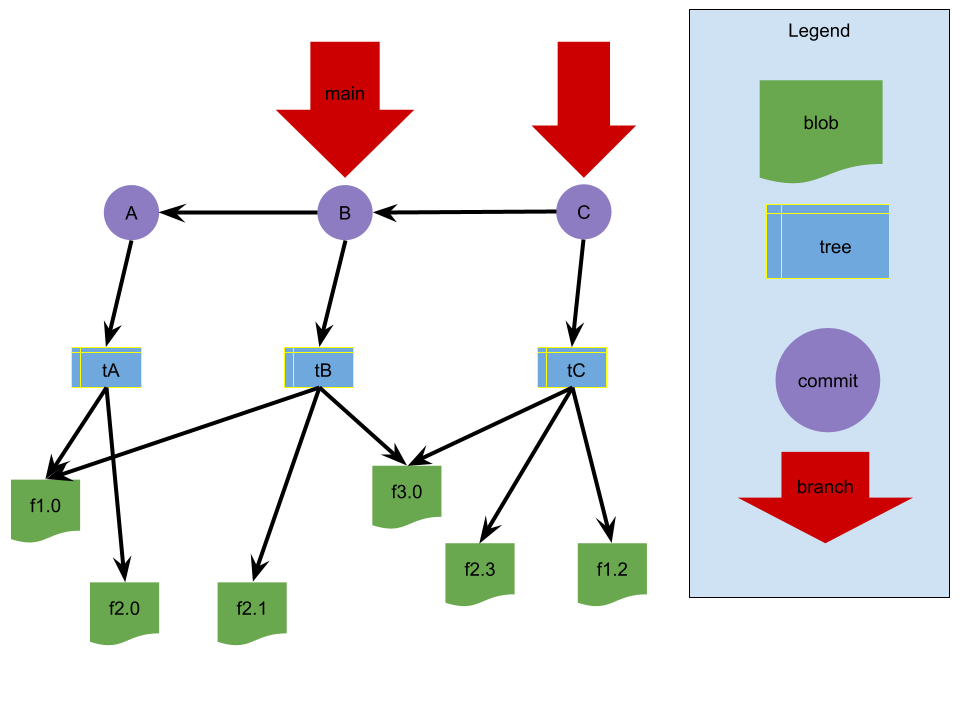 Legend
main
blob
A
B
C
tree
tA
tB
tC
commit
f1.0
f3.0
branch
f2.3
f1.2
f2.0
f2.1